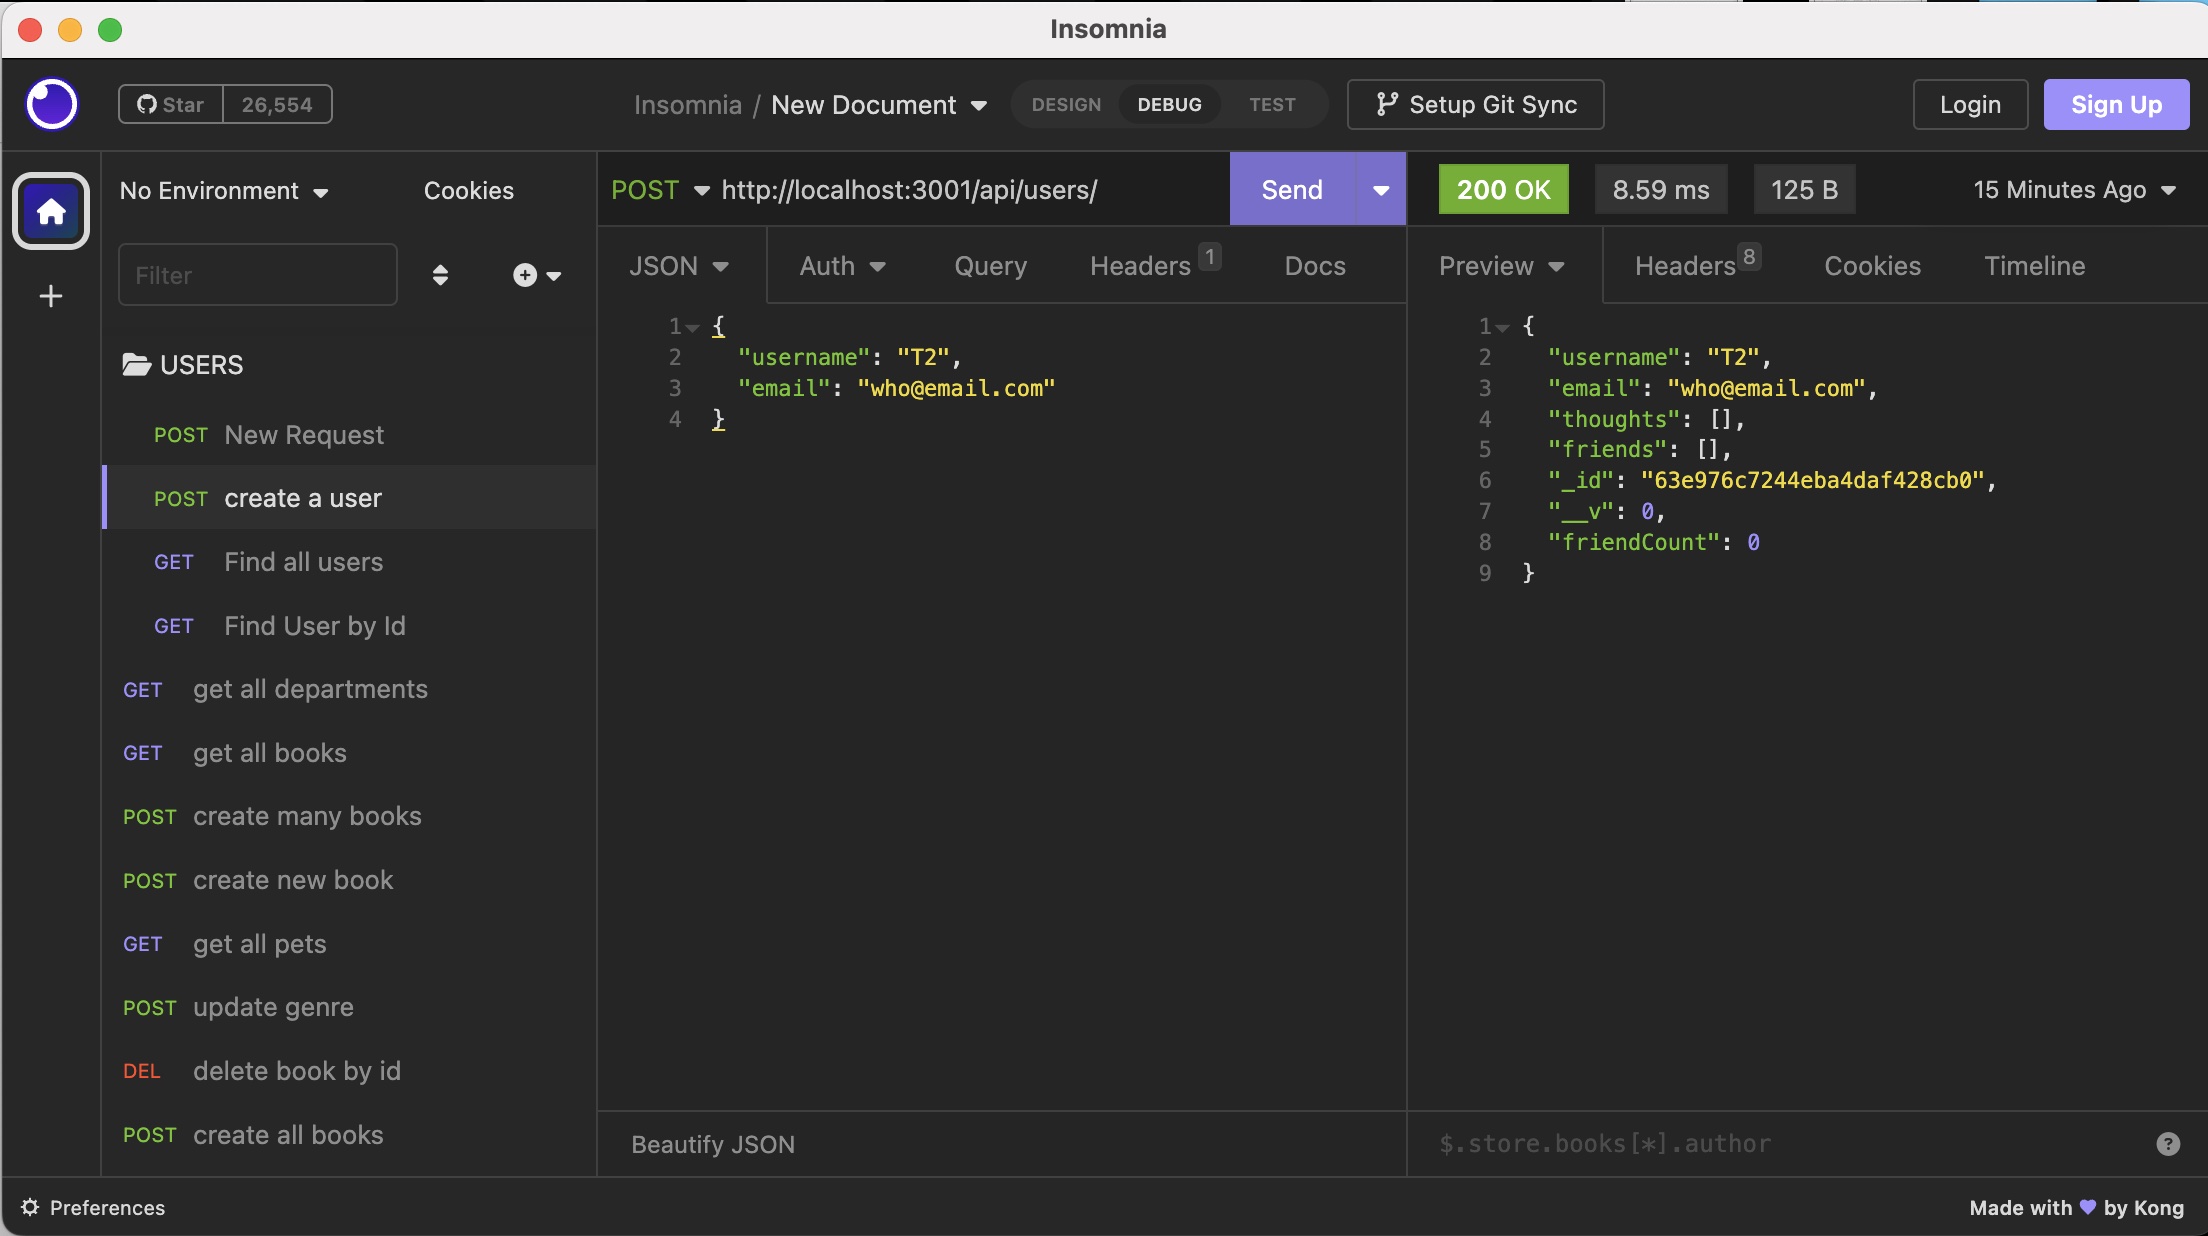 Insomnia
Star 26,554
Insomnia / New Document
DESIGN DEBUG TEST
Setup Git Sync
Login
Sign Up
No Environment
Cookies
Filter
USERS
POST New Request
POST create a user
GET Find all users
GET Find User by Id
GET get all departments
GET get all books
POST create many books
POST create new book
GET get all pets
POST update genre
DEL delete book by id
POST create all books
POST http://localhost:3001/api/users/
Send
JSON Auth Query Headers 1 Docs
1 {
2 "username": "T2",
3 "email": "who@email.com"
4 }
Beautify JSON
200 OK 8.59 ms 125 B 15 Minutes Ago
Preview Headers 8 Cookies Timeline
1 {
2 "username": "T2",
3 "email": "who@email.com",
4 "thoughts": [],
5 "friends": [],
6 "_id": "63e976c7244eba4daf428cb0",
7 "__v": 0,
8 "friendCount": 0
9 }
$.store.books[*].author
?
Preferences
Made with 💜 by Kong